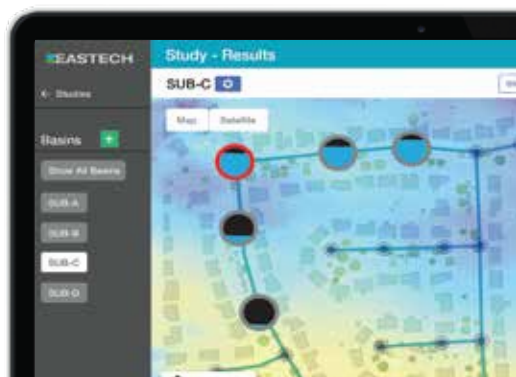 EASTECH
Study - Results
SUB-C
← Studies
Map
Satellite
Basins +
Show All Basins
SUB-A
SUB-B
SUB-C
SUB-D